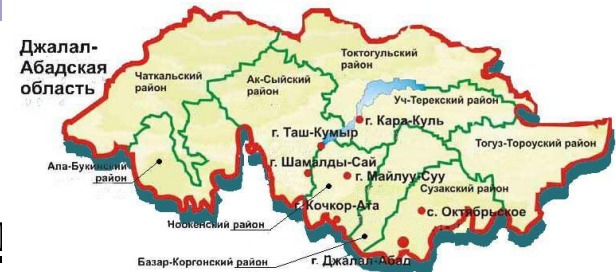 Джалал-
Абадская
область
Чаткальский
район
Ак-Сыйский
район
Токтогульский
район
Уч-Терекский район
г. Кара-Куль
г. Таш-Кумыр
Тогуз-Тороуский район
Ала-Букинский
район
г. Шамалды-Сай
г. Майлуу-Суу
Сузакский район
г. Кочкор-Ата
с. Октябрьское
Ноокенский район
Базар-Коргонский район
г. Джалал-Абад